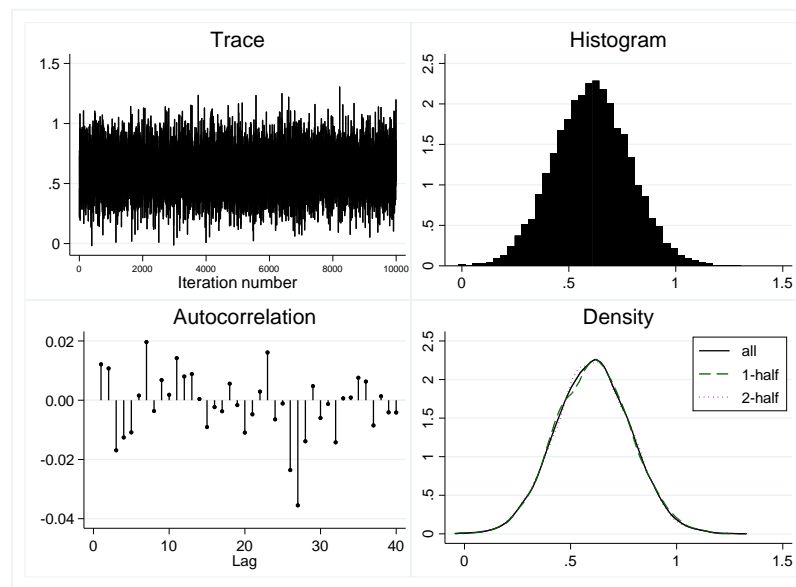 Trace
1.5
1
.5
0
0 2000 4000 6000 8000 10000
Iteration number
Histogram
2.5
2
1.5
1
.5
0
0 .5 1 1.5
Autocorrelation
0.02
0.00
-0.02
-0.04
0 10 20 30 40
Lag
Density
2.5
2
1.5
1
.5
0
all
1-half
2-half
0 .5 1 1.5